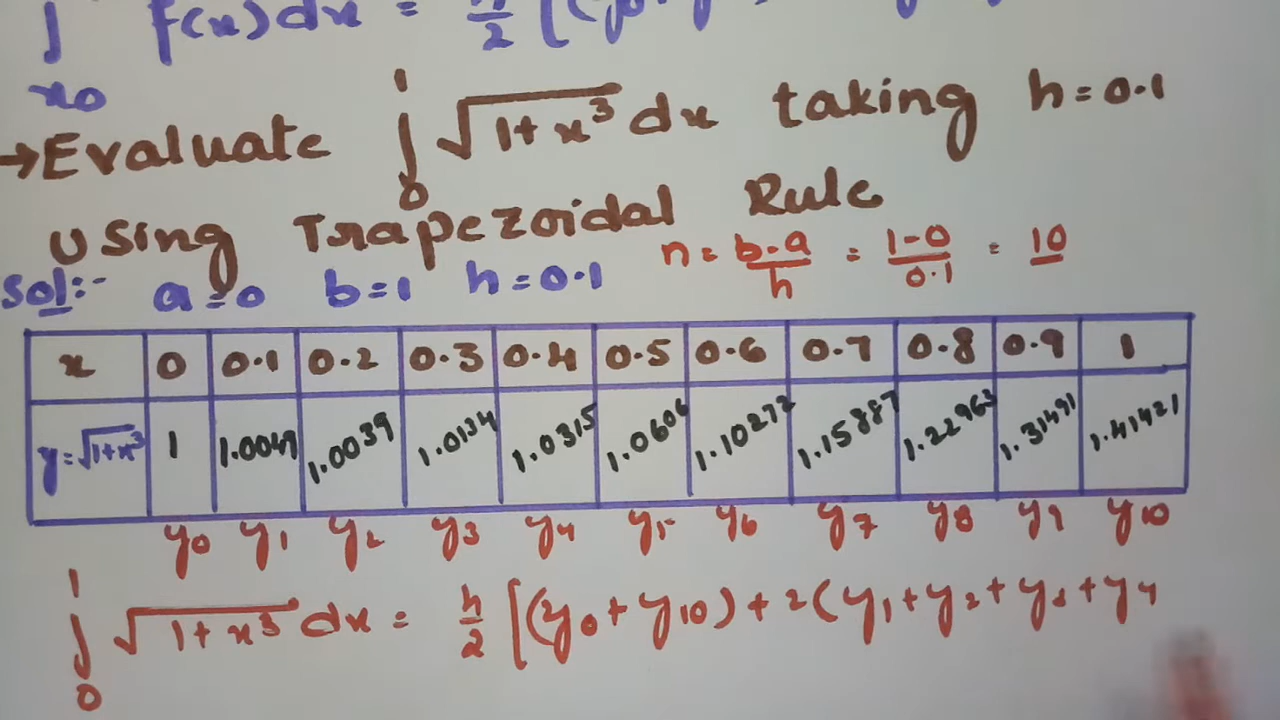 ∫ f(x)dx = h/2 [(y0+y
x0
→Evaluate ∫₀¹ √(1+x³) dx taking h=0.1
Using Trapezoidal Rule
Sol:- a=0 b=1 h=0.1 n = (b-a)/h = (1-0)/0.1 = 10
x 0 0.1 0.2 0.3 0.4 0.5 0.6 0.7 0.8 0.9 1
y=√(1+x³) 1 1.0049 1.0039 1.0134 1.0315 1.0606 1.10272 1.15887 1.22963 1.31491 1.41421
y0 y1 y2 y3 y4 y5 y6 y7 y8 y9 y10
∫₀¹ √(1+x³) dx = h/2 [(y0+y10)+2(y1+y2+y3+y4